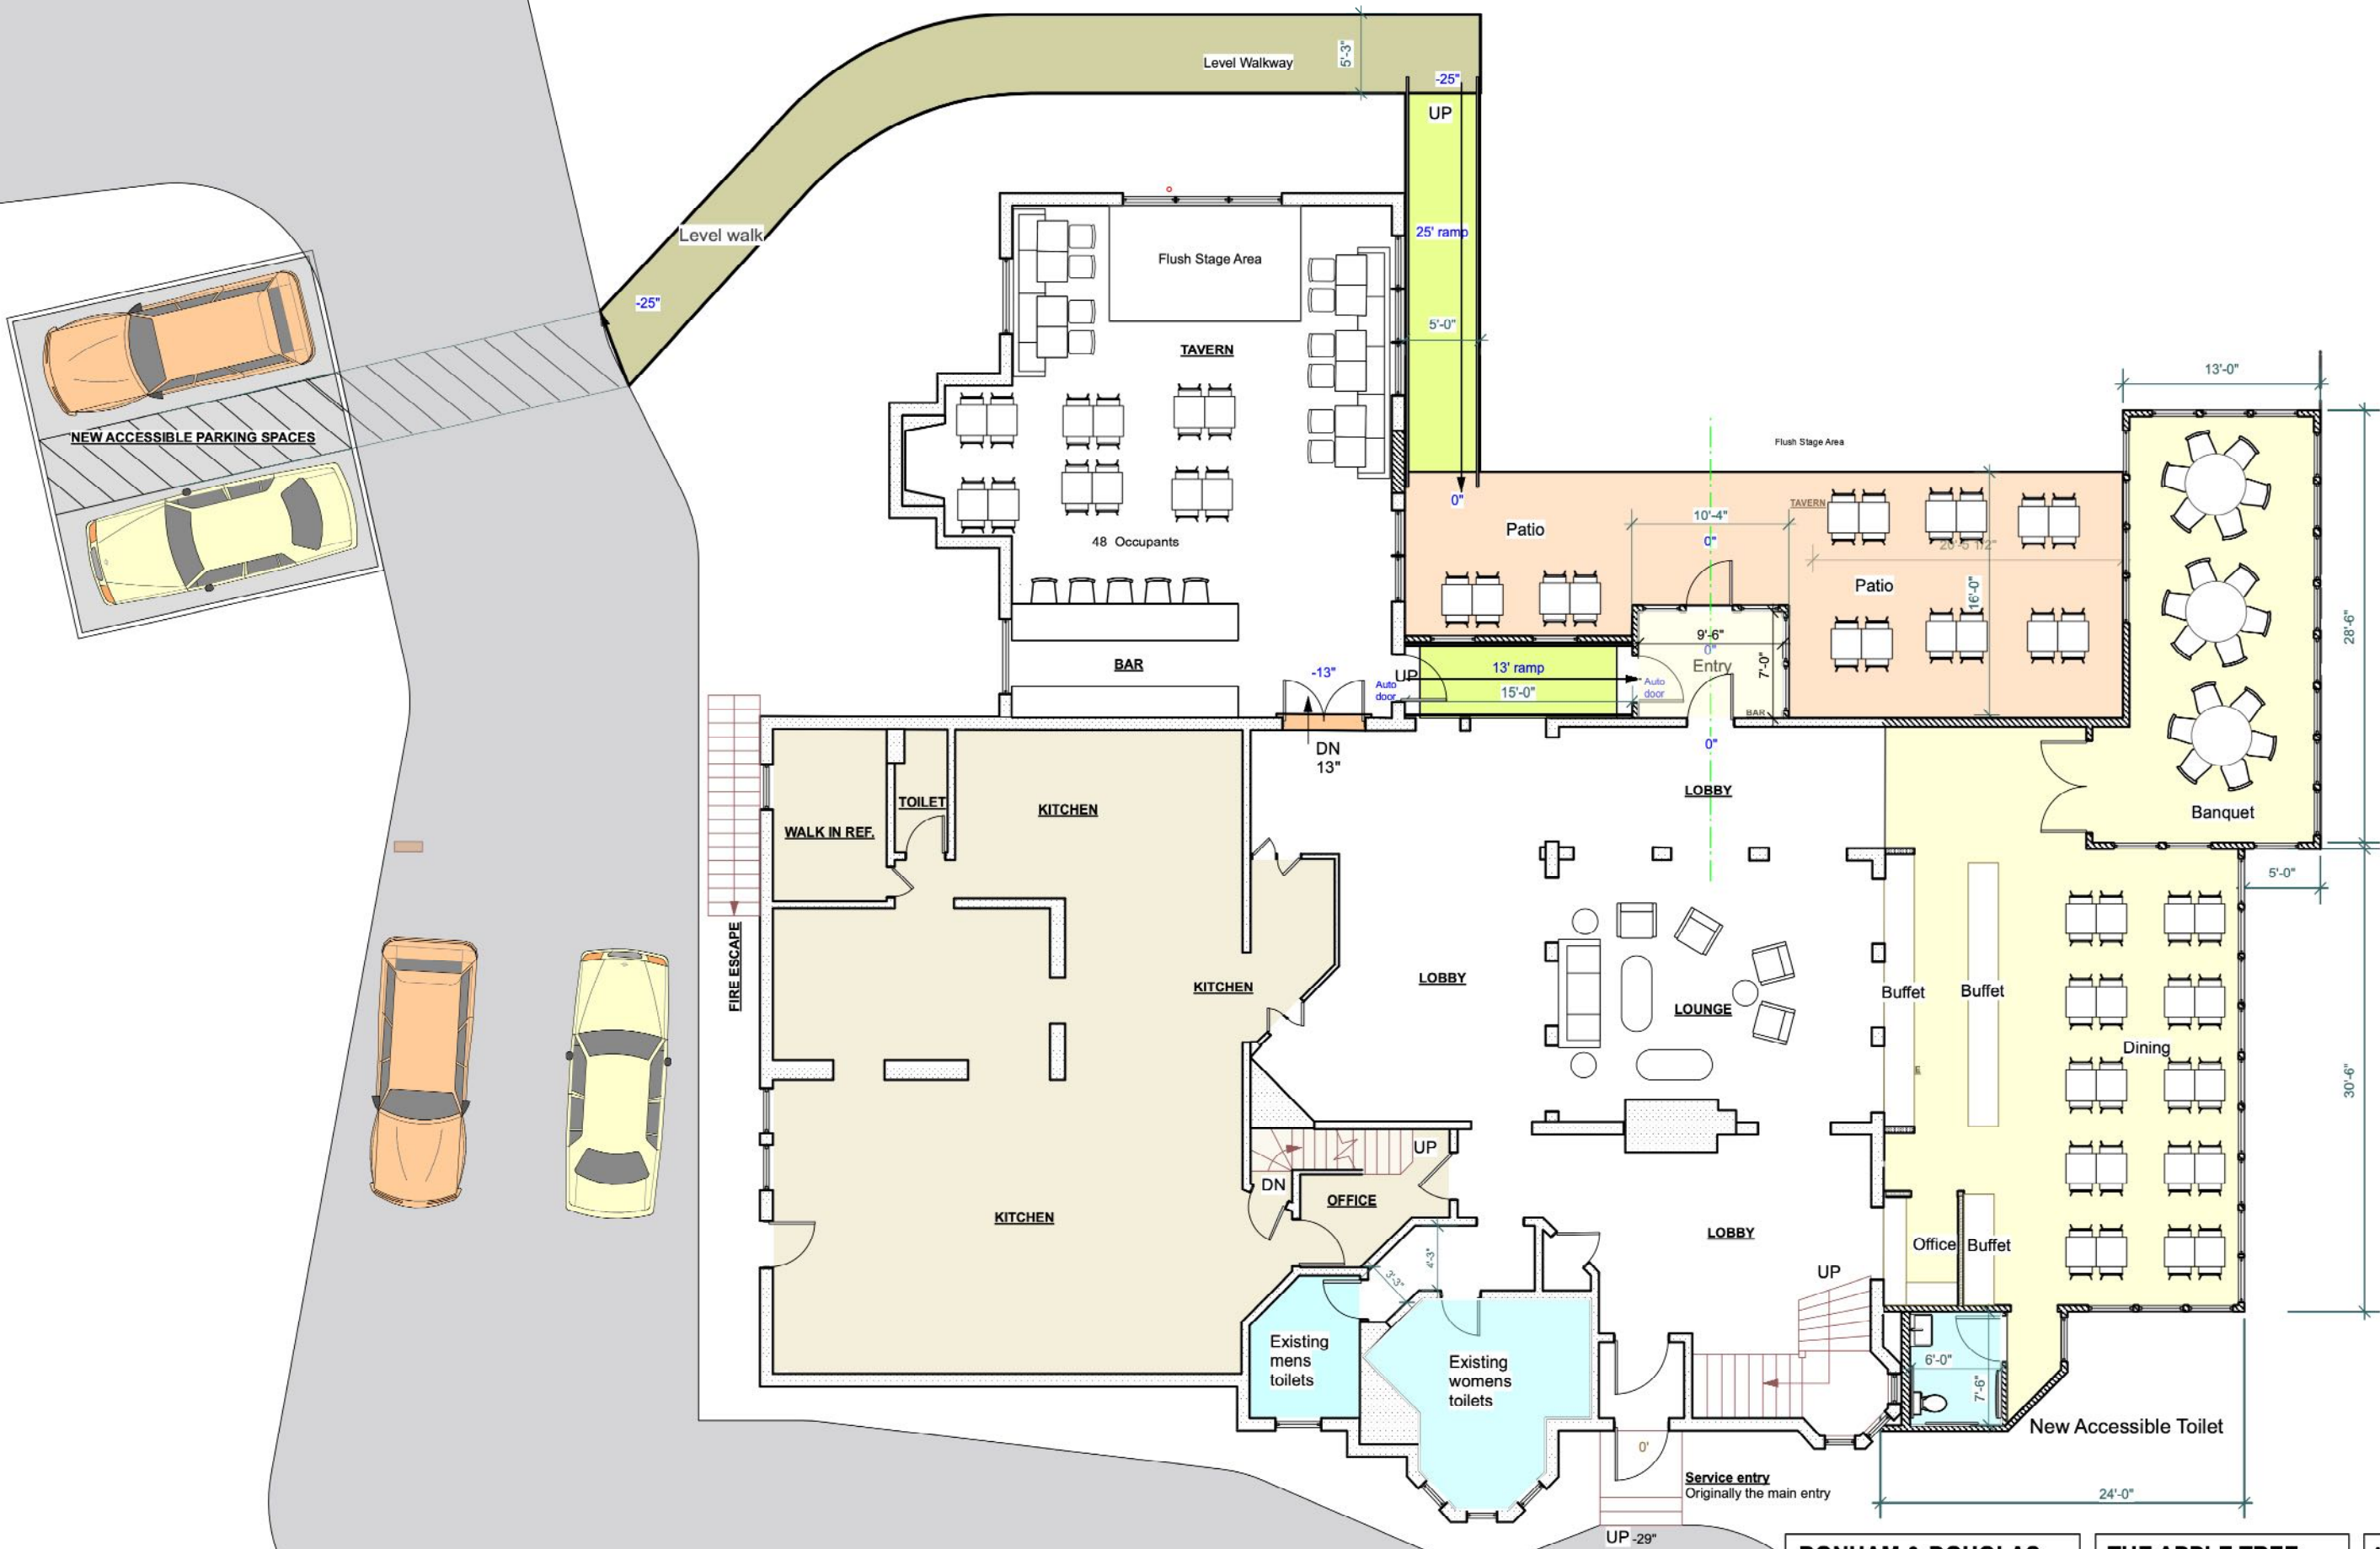 Level Walkway
5'-3"
-25"
UP
Level walk
-25"
25' ramp
5'-0"
Flush Stage Area
TAVERN
NEW ACCESSIBLE PARKING SPACES
48 Occupants
BAR
0"
Patio
Flush Stage Area
TAVERN
10'-4"
0"
Patio
16'-0"
13'-0"
28'-6"
9'-6"
0"
Entry
7'-0"
BAR
-13"
Auto
door
UP
13' ramp
15'-0"
Auto
door
DN
13"
0"
LOBBY
Banquet
5'-0"
WALK IN REF.
TOILET
KITCHEN
FIRE ESCAPE
KITCHEN
LOBBY
LOUNGE
Buffet
Buffet
Dining
30'-6"
UP
DN
OFFICE
KITCHEN
4'-3"
3'-3"
LOBBY
UP
Office
Buffet
Existing
mens
toilets
Existing
womens
toilets
6'-0"
7'-6"
New Accessible Toilet
0'
Service entry
Originally the main entry
24'-0"
UP -29"